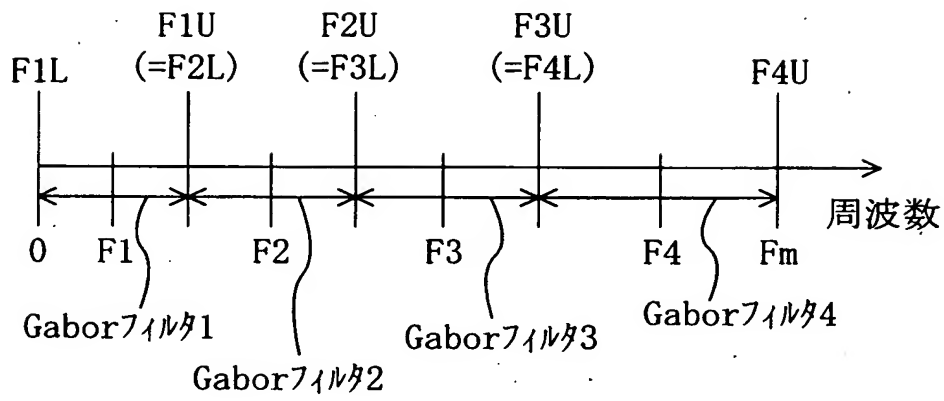 F1L
F1U
(=F2L)
F2U
(=F3L)
F3U
(=F4L)
F4U
周波数
0
F1
F2
F3
F4
Fm
Gaborフィルタ1
Gaborフィルタ2
Gaborフィルタ3
Gaborフィルタ4